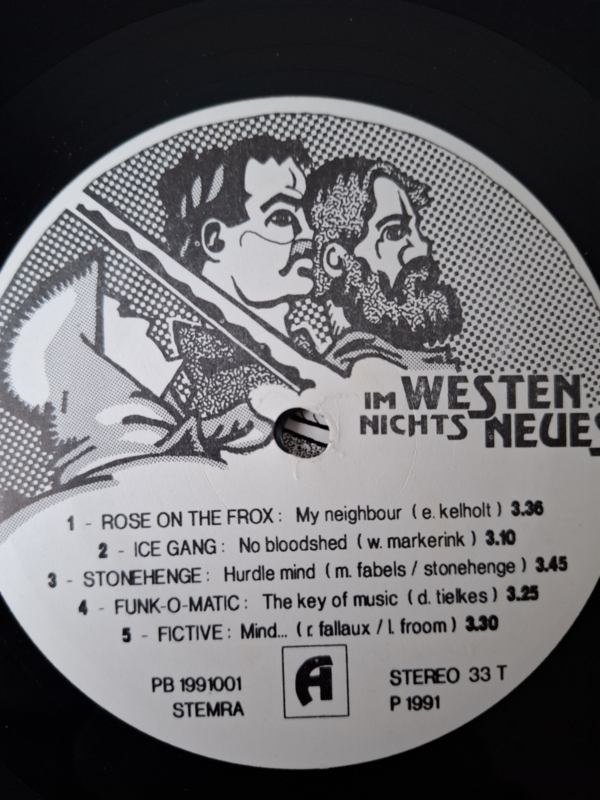 IM WESTEN
NICHTS NEUES
1 - ROSE ON THE FROX : My neighbour ( e. kelholt ) 3.36
2 - ICE GANG : No bloodshed ( w. markerink ) 3.10
3 - STONEHENGE : Hurdle mind ( m. fabels / stonehenge ) 3.45
4 - FUNK-O-MATIC : The key of music ( d. tielkes ) 3.25
5 - FICTIVE : Mind... ( r. fallaux / l. froom ) 3.30
PB 1991001
STEMRA
A
STEREO 33 T
P 1991